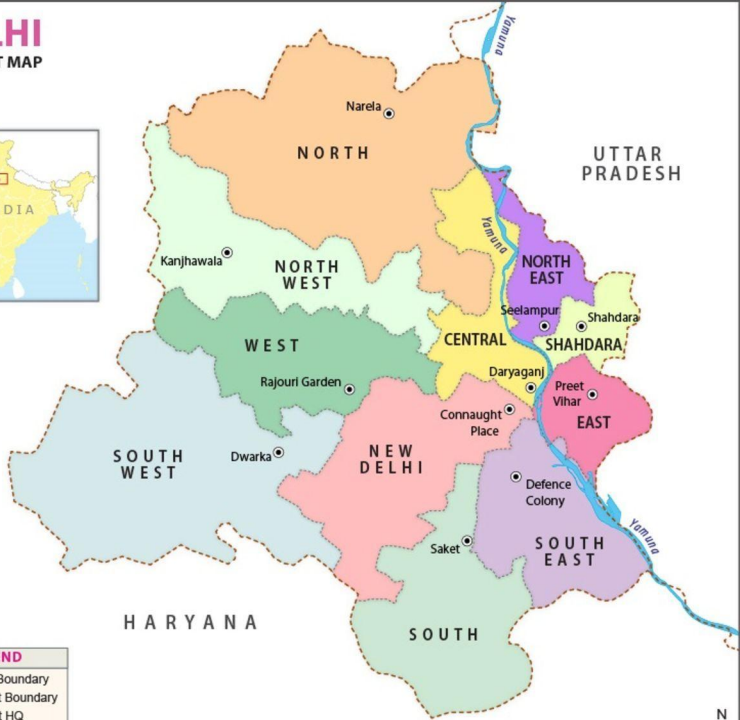 LHI
T MAP
DIA
Yamuna
Narela
NORTH
UTTAR
PRADESH
Yamuna
Kanjhawala
NORTH
WEST
NORTH
EAST
Seelampur
Shahdara
SHAHDARA
CENTRAL
WEST
Daryaganj
Rajouri Garden
Preet
Vihar
Connaught
Place
EAST
NEW
DELHI
SOUTH
WEST
Dwarka
Defence
Colony
Yamuna
SOUTH
EAST
Saket
HARYANA
SOUTH
ND
Boundary
t Boundary
t HQ
N